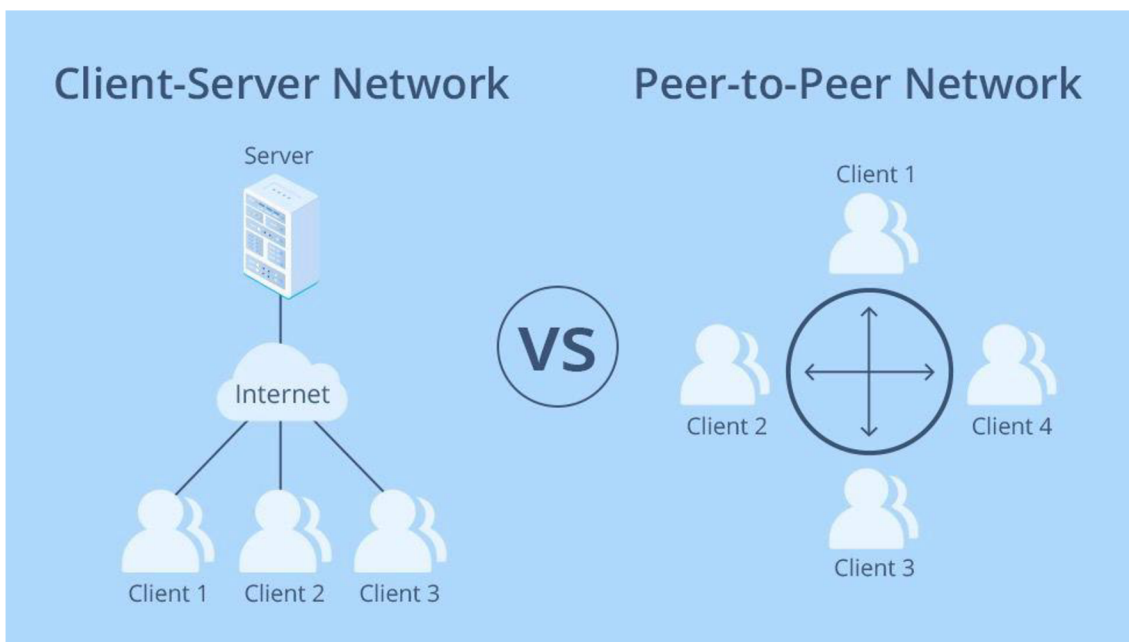 Client-Server Network
Server
Internet
Client 1
Client 2
Client 3
VS
Peer-to-Peer Network
Client 1
Client 2
Client 4
Client 3